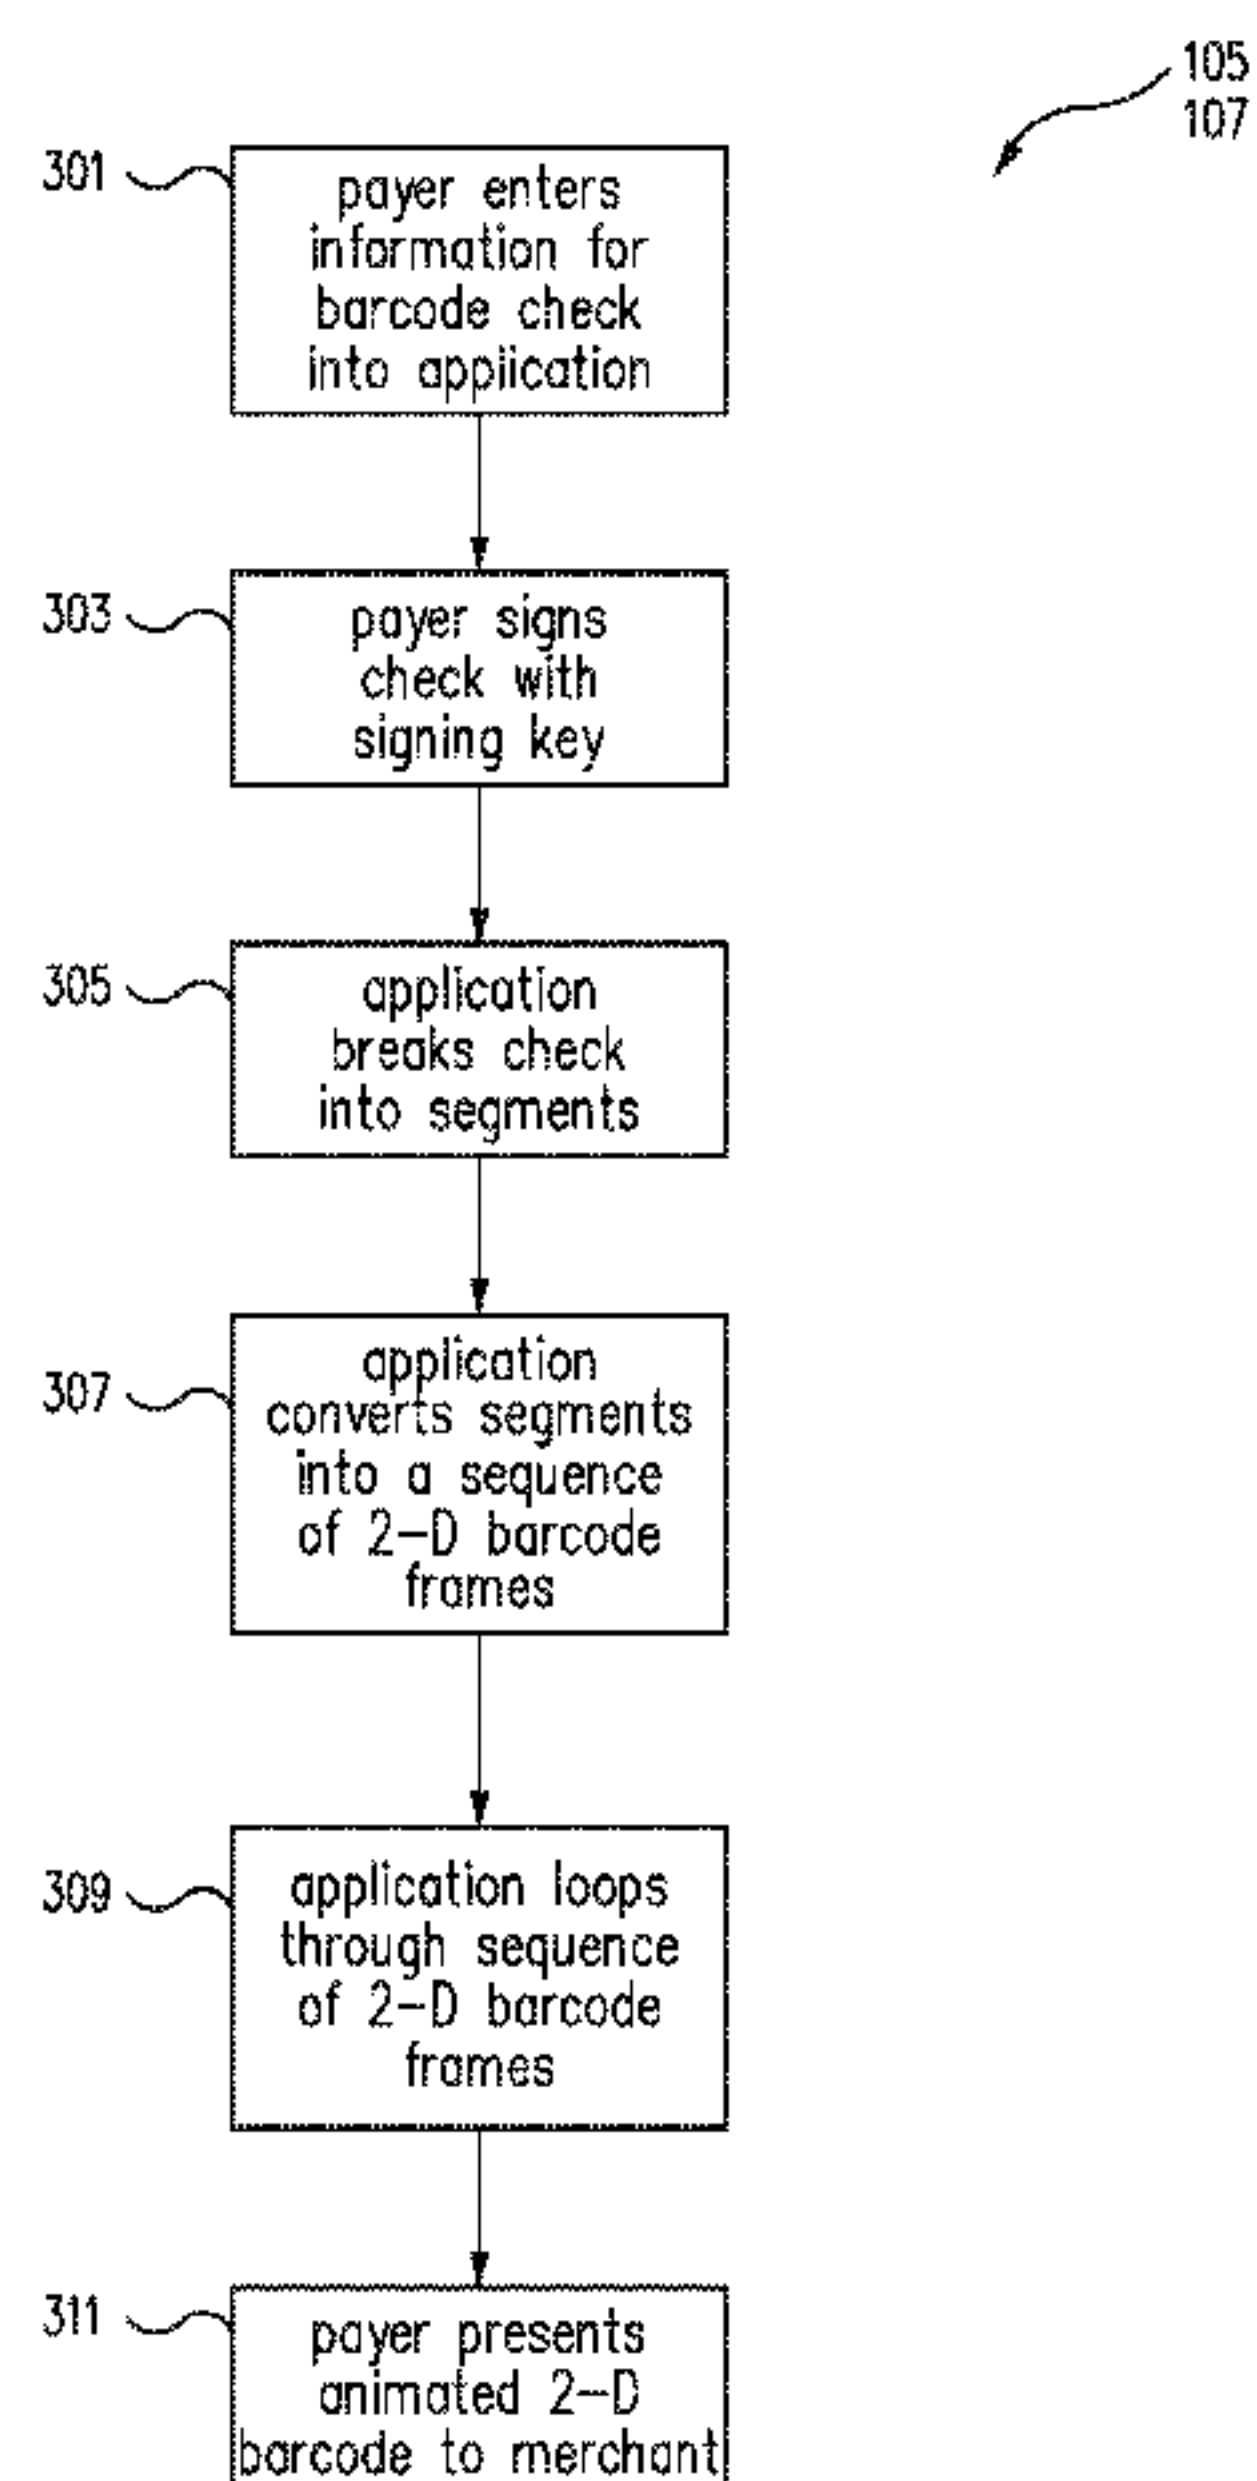 105
107
301
payer enters
information for
barcode check
into application
303
payer signs
check with
signing key
305
application
breaks check
into segments
307
application
converts segments
into a sequence
of 2-D barcode
frames
309
application loops
through sequence
of 2-D barcode
frames
311
payer presents
animated 2-D
barcode to merchant